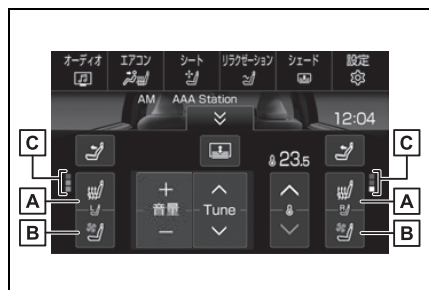 オーディオ エアコン シート リラクゼーション シェード 設定
AM AAA Station
12:04
C C
23.5
A L R A
+
音量 Tune
−
B B